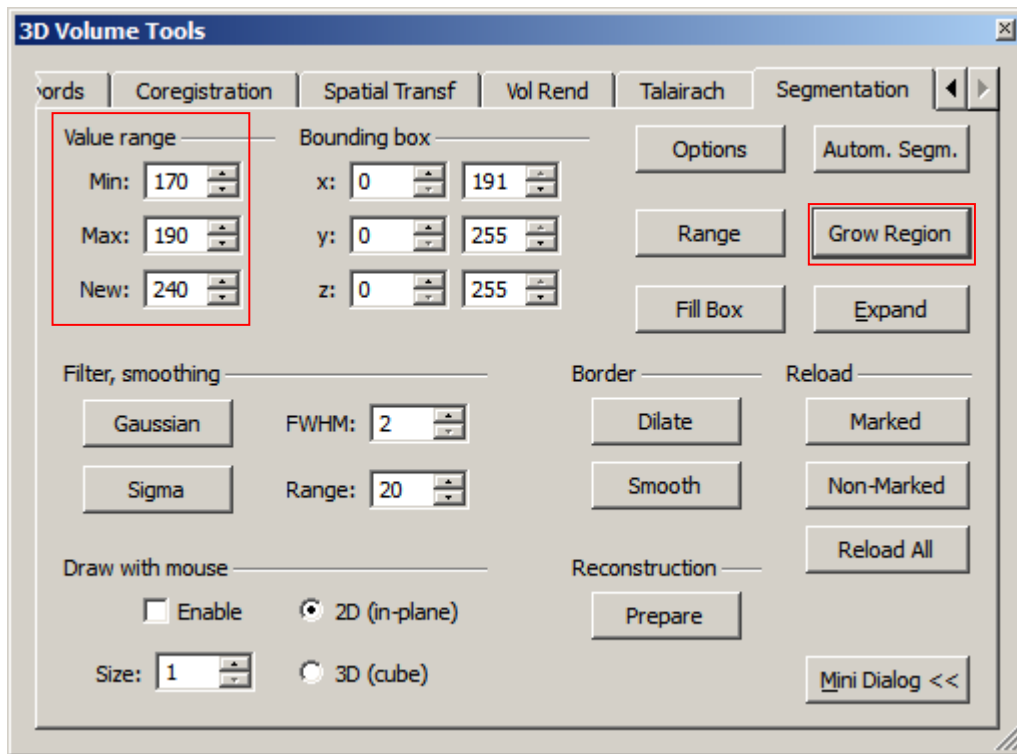 3D Volume Tools
ords Coregistration Spatial Transf Vol Rend Talairach Segmentation
Value range Bounding box Options Autom. Segm.
Min: 170 x: 0 191
Max: 190 y: 0 255 Range Grow Region
New: 240 z: 0 255 Fill Box Expand
Filter, smoothing Border Reload
Gaussian FWHM: 2 Dilate Marked
Sigma Range: 20 Smooth Non-Marked
Reload All
Draw with mouse Reconstruction
Enable 2D (in-plane) Prepare
Size: 1 3D (cube) Mini Dialog <<